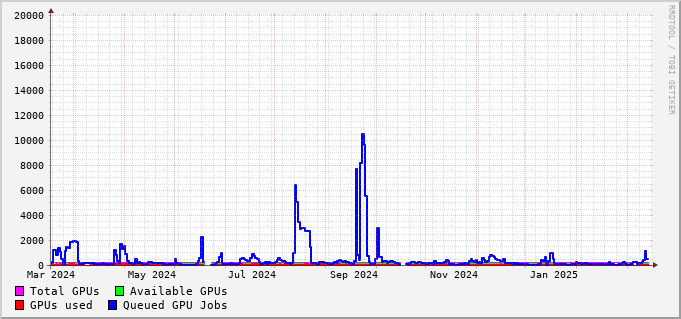 20000
18000
16000
14000
12000
10000
8000
6000
4000
2000
0
Mar 2024 May 2024 Jul 2024 Sep 2024 Nov 2024 Jan 2025
Total GPUs Available GPUs
GPUs used Queued GPU Jobs
RRDTOOL / TOBI OETIKER